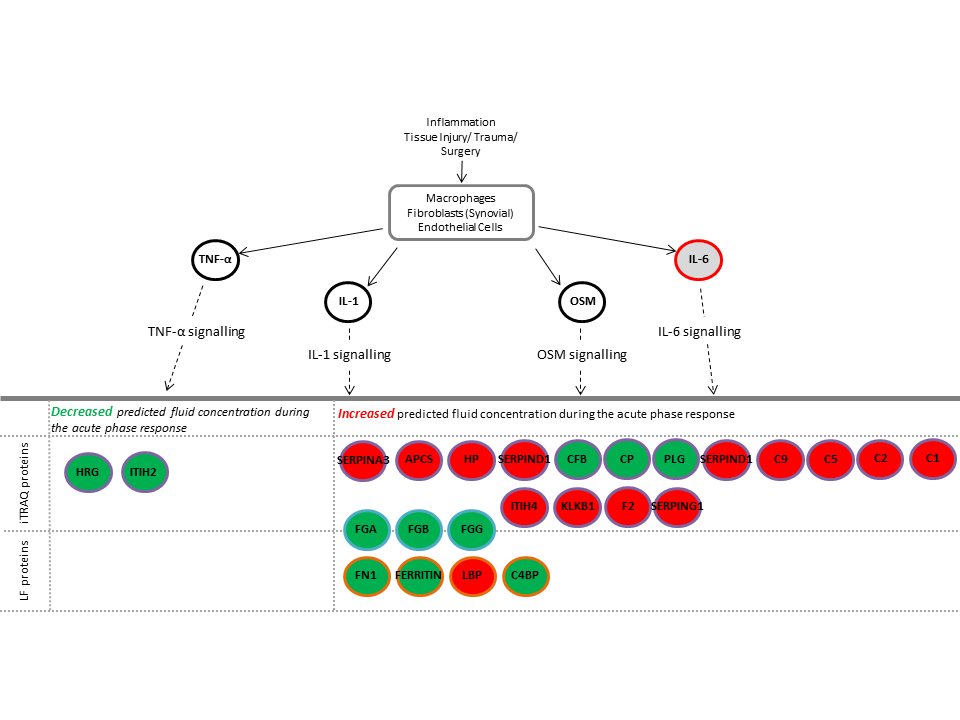 Inflammation
Tissue Injury/ Trauma/
Surgery
Macrophages
Fibroblasts (Synovial)
Endothelial Cells
TNF-α
IL-1
OSM
IL-6
TNF-α signalling
IL-1 signalling
OSM signalling
IL-6 signalling
Decreased predicted fluid concentration during
the acute phase response
Increased predicted fluid concentration during the acute phase response
iTRAQ proteins
HRG
ITIH2
SERPINA3
APCS
HP
SERPIND1
CFB
CP
PLG
SERPIND1
C9
C5
C2
C1
ITIH4
KLKB1
F2
SERPING1
FGA
FGB
FGG
LF proteins
FN1
FERRITIN
LBP
C4BP